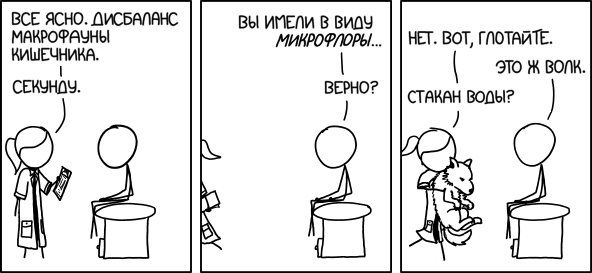 ВСЕ ЯСНО. ДИСБАЛАНС
МАКРОФАУНЫ
КИШЕЧНИКА.
СЕКУНДУ.
ВЫ ИМЕЛИ В ВИДУ
МИКРОФЛОРЫ...
ВЕРНО?
НЕТ. ВОТ, ГЛОТАЙТЕ.
ЭТО Ж ВОЛК.
СТАКАН ВОДЫ?